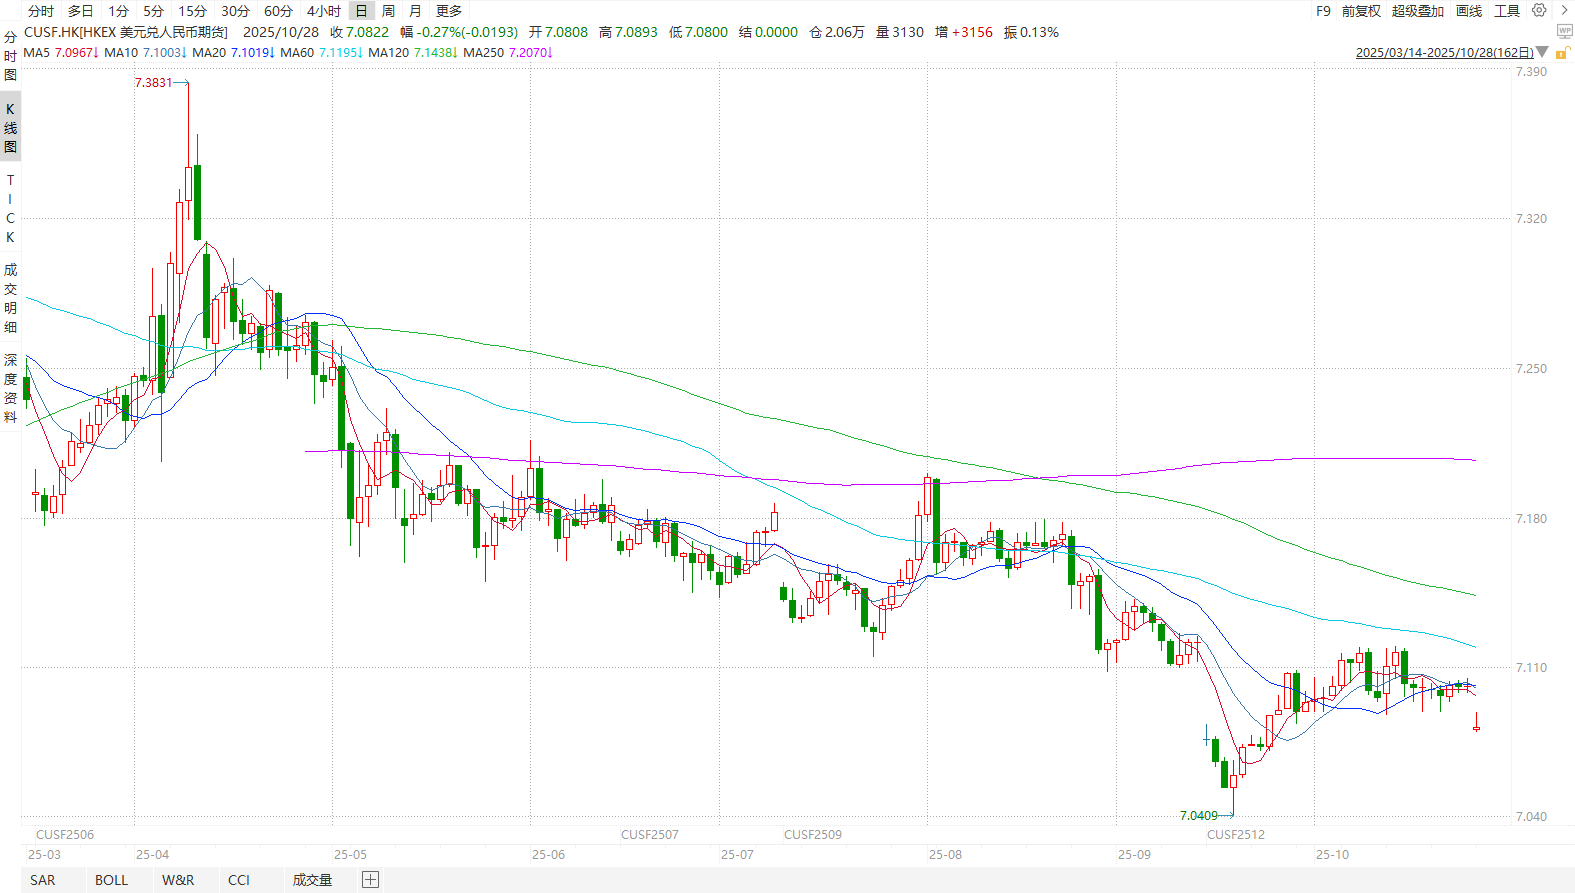 分时 多日 1分 5分 15分 30分 60分 4小时 日 周 月 更多 F9 前复权 超级叠加 画线 工具
CUSF.HK[HKEX 美元兑人民币期货] 2025/10/28 收7.0822 幅-0.27%(-0.0193) 开7.0808 高7.0893 低7.0800 结0.0000 仓2.06万 量3130 增+3156 振0.13%
WP
MA5 7.0967↓ MA10 7.1003↓ MA20 7.1019↓ MA60 7.1195↓ MA120 7.1438↓ MA250 7.2070↓
2025/03/14-2025/10/28(162日)
分时图
K线图
TICK
成交明细
深度资料
7.390
7.3831
7.320
7.250
7.180
7.110
7.0409
7.040
CUSF2506 CUSF2507 CUSF2509 CUSF2512
25-03 25-04 25-05 25-06 25-07 25-08 25-09 25-10
SAR BOLL W&R CCI 成交量